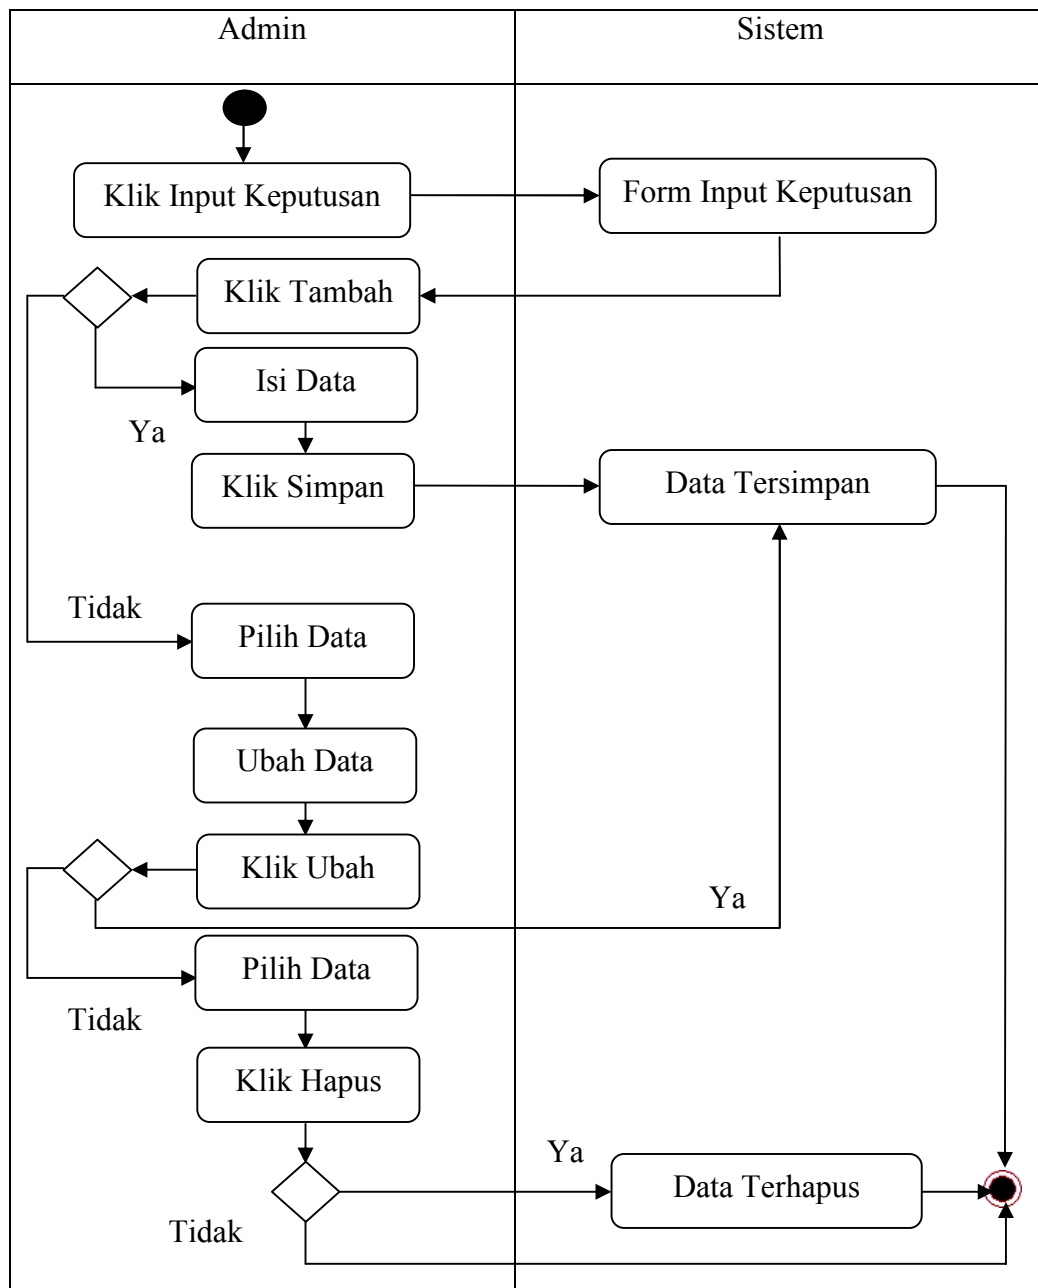 Admin
Sistem
Klik Input Keputusan
Form Input Keputusan
Klik Tambah
Isi Data
Ya
Klik Simpan
Data Tersimpan
Tidak
Pilih Data
Ubah Data
Klik Ubah
Ya
Pilih Data
Tidak
Klik Hapus
Ya
Data Terhapus
Tidak